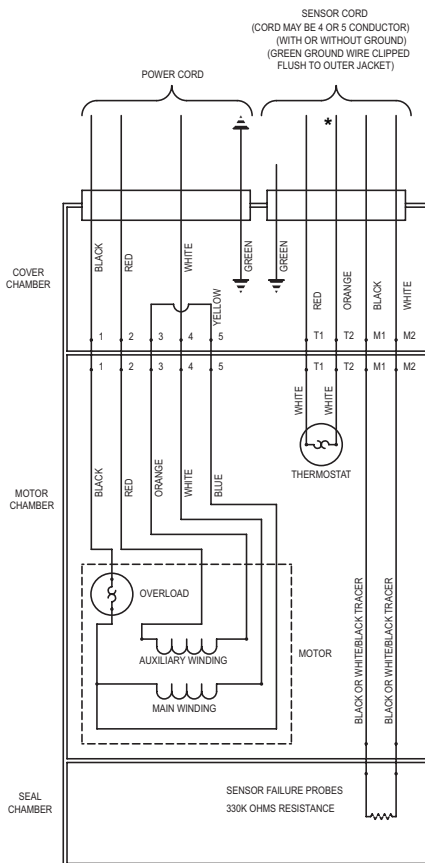 SENSOR CORD
(CORD MAY BE 4 OR 5 CONDUCTOR)
(WITH OR WITHOUT GROUND)
(GREEN GROUND WIRE CLIPPED
FLUSH TO OUTER JACKET)
POWER CORD
*
COVER
CHAMBER
BLACK
RED
WHITE
GREEN
GREEN
RED
ORANGE
BLACK
WHITE
YELLOW
1 2 3 4 5 T1 T2 M1 M2
1 2 3 4 5 T1 T2 M1 M2
WHITE
WHITE
THERMOSTAT
MOTOR
CHAMBER
BLACK
RED
ORANGE
WHITE
BLUE
OVERLOAD
AUXILIARY WINDING
MAIN WINDING
MOTOR
BLACK OR WHITE/BLACK TRACER
BLACK OR WHITE/BLACK TRACER
SEAL
CHAMBER
SENSOR FAILURE PROBES
330K OHMS RESISTANCE